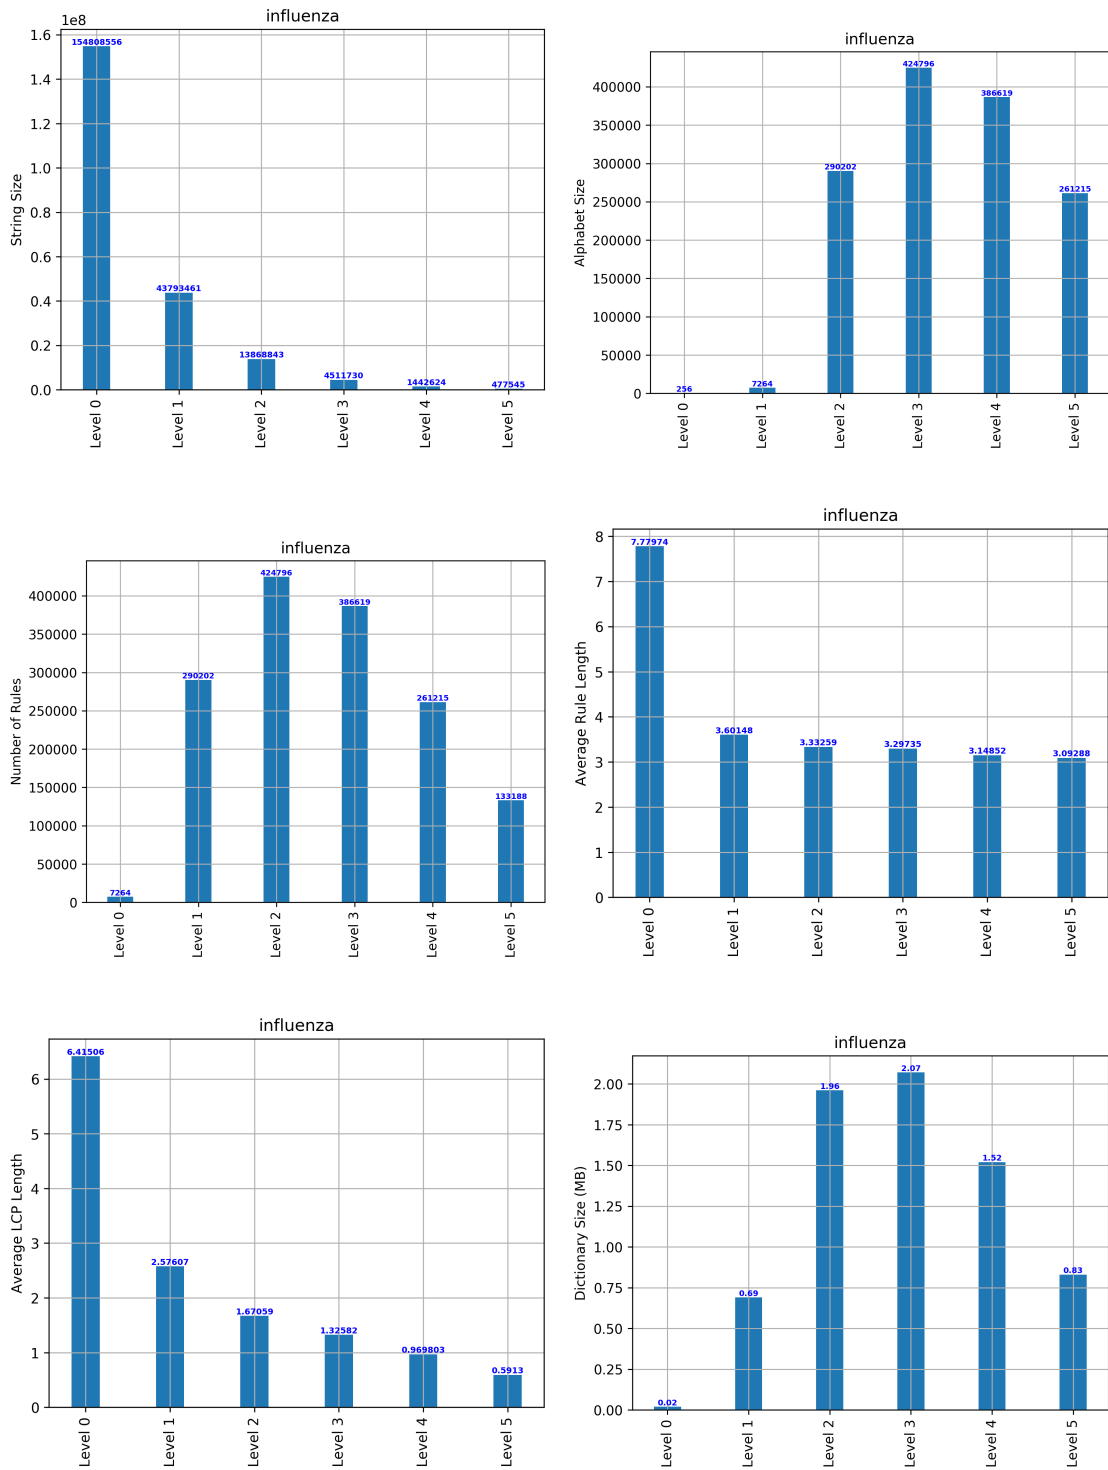 influenza
1e8
String Size
1.6
1.4
1.2
1.0
0.8
0.6
0.4
0.2
0.0
154808556
43793461
13868843
4511730
1442624
477545
Level 0
Level 1
Level 2
Level 3
Level 4
Level 5
influenza
Alphabet Size
400000
350000
300000
250000
200000
150000
100000
50000
0
256
7264
290202
424796
386619
261215
Level 0
Level 1
Level 2
Level 3
Level 4
Level 5
influenza
Number of Rules
400000
350000
300000
250000
200000
150000
100000
50000
0
7264
290202
424796
386619
261215
133188
Level 0
Level 1
Level 2
Level 3
Level 4
Level 5
influenza
Average Rule Length
8
7
6
5
4
3
2
1
0
7.77974
3.60148
3.33259
3.29735
3.14852
3.09288
Level 0
Level 1
Level 2
Level 3
Level 4
Level 5
influenza
Average LCP Length
6
5
4
3
2
1
0
6.41506
2.57607
1.67059
1.32582
0.969803
0.5913
Level 0
Level 1
Level 2
Level 3
Level 4
Level 5
influenza
Dictionary Size (MB)
2.00
1.75
1.50
1.25
1.00
0.75
0.50
0.25
0.00
0.02
0.69
1.96
2.07
1.52
0.83
Level 0
Level 1
Level 2
Level 3
Level 4
Level 5